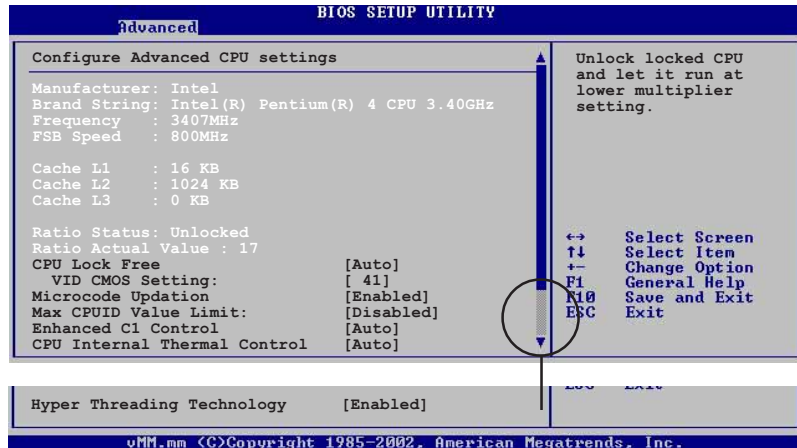 BIOS SETUP UTILITY
Advanced
Configure Advanced CPU settings
Manufacturer: Intel
Brand String: Intel(R) Pentium(R) 4 CPU 3.40GHz
Frequency : 3407MHz
FSB Speed : 800MHz
Cache L1 : 16 KB
Cache L2 : 1024 KB
Cache L3 : 0 KB
Ratio Status: Unlocked
Ratio Actual Value : 17
CPU Lock Free [Auto]
VID CMOS Setting: [ 41]
Microcode Updation [Enabled]
Max CPUID Value Limit: [Disabled]
Enhanced C1 Control [Auto]
CPU Internal Thermal Control [Auto]
Unlock locked CPU
and let it run at
lower multiplier
setting.
←→ Select Screen
↑↓ Select Item
+- Change Option
F1 General Help
F10 Save and Exit
ESC Exit
Hyper Threading Technology [Enabled]
vMM.mm (C)Copyright 1985-2002, American Megatrends, Inc.